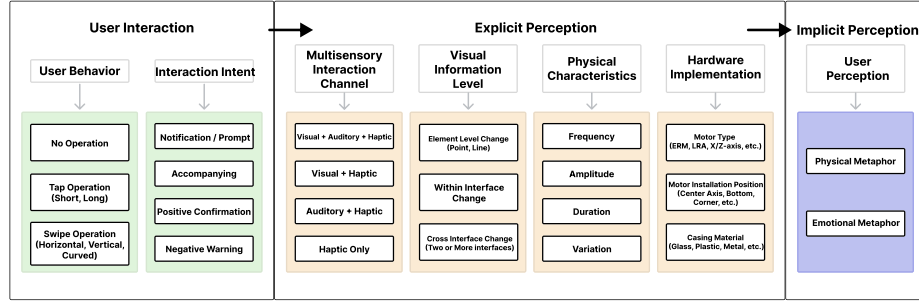 User Interaction
Explicit Perception
Implicit Perception
User Behavior
Interaction Intent
Multisensory
Interaction
Channel
Visual
Information
Level
Physical
Characteristics
Hardware
Implementation
User
Perception
No Operation
Tap Operation
(Short, Long)
Swipe Operation
(Horizontal, Vertical,
Curved)
Notification / Prompt
Accompanying
Positive Confirmation
Negative Warning
Visual + Auditory + Haptic
Visual + Haptic
Auditory + Haptic
Haptic Only
Element Level Change
(Point, Line)
Within Interface
Change
Cross Interface Change
(Two or More interfaces)
Frequency
Amplitude
Duration
Variation
Motor Type
(ERM, LRA, X/Z-axis, etc.)
Motor Installation Position
(Center Axis, Bottom,
Corner, etc.)
Casing Material
(Glass, Plastic, Metal, etc.)
Physical Metaphor
Emotional Metaphor